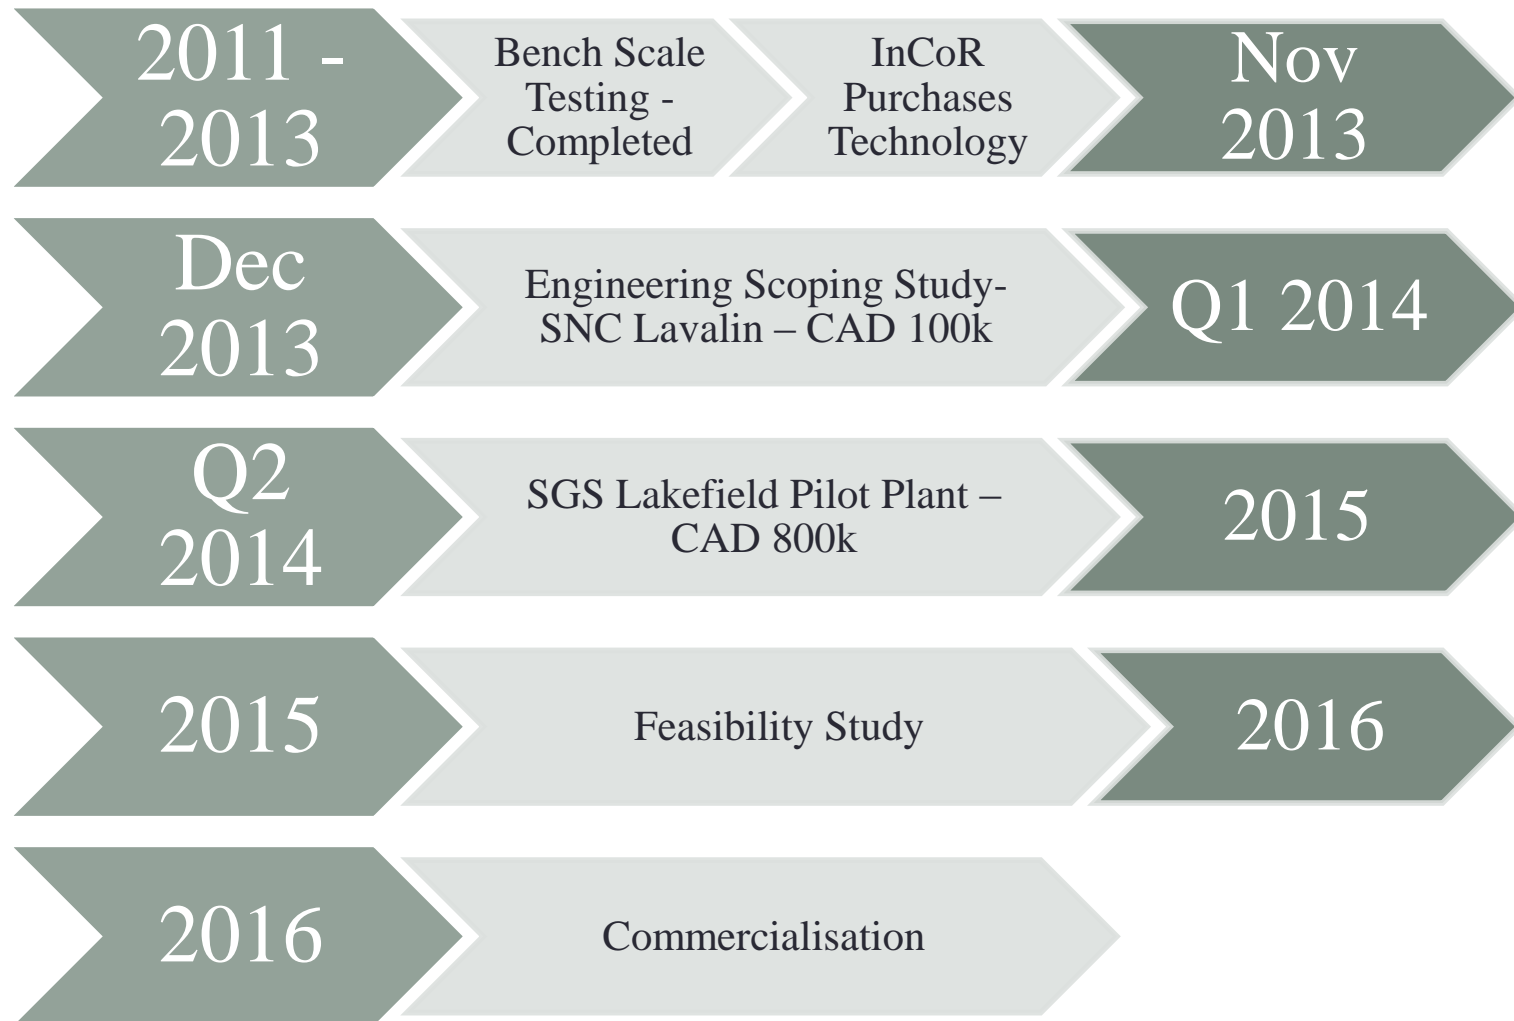 2011 -
2013
Bench Scale
Testing -
Completed
InCoR
Purchases
Technology
Nov
2013
Dec
2013
Engineering Scoping Study-
SNC Lavalin – CAD 100k
Q1 2014
Q2
2014
SGS Lakefield Pilot Plant –
CAD 800k
2015
2015
Feasibility Study
2016
2016
Commercialisation